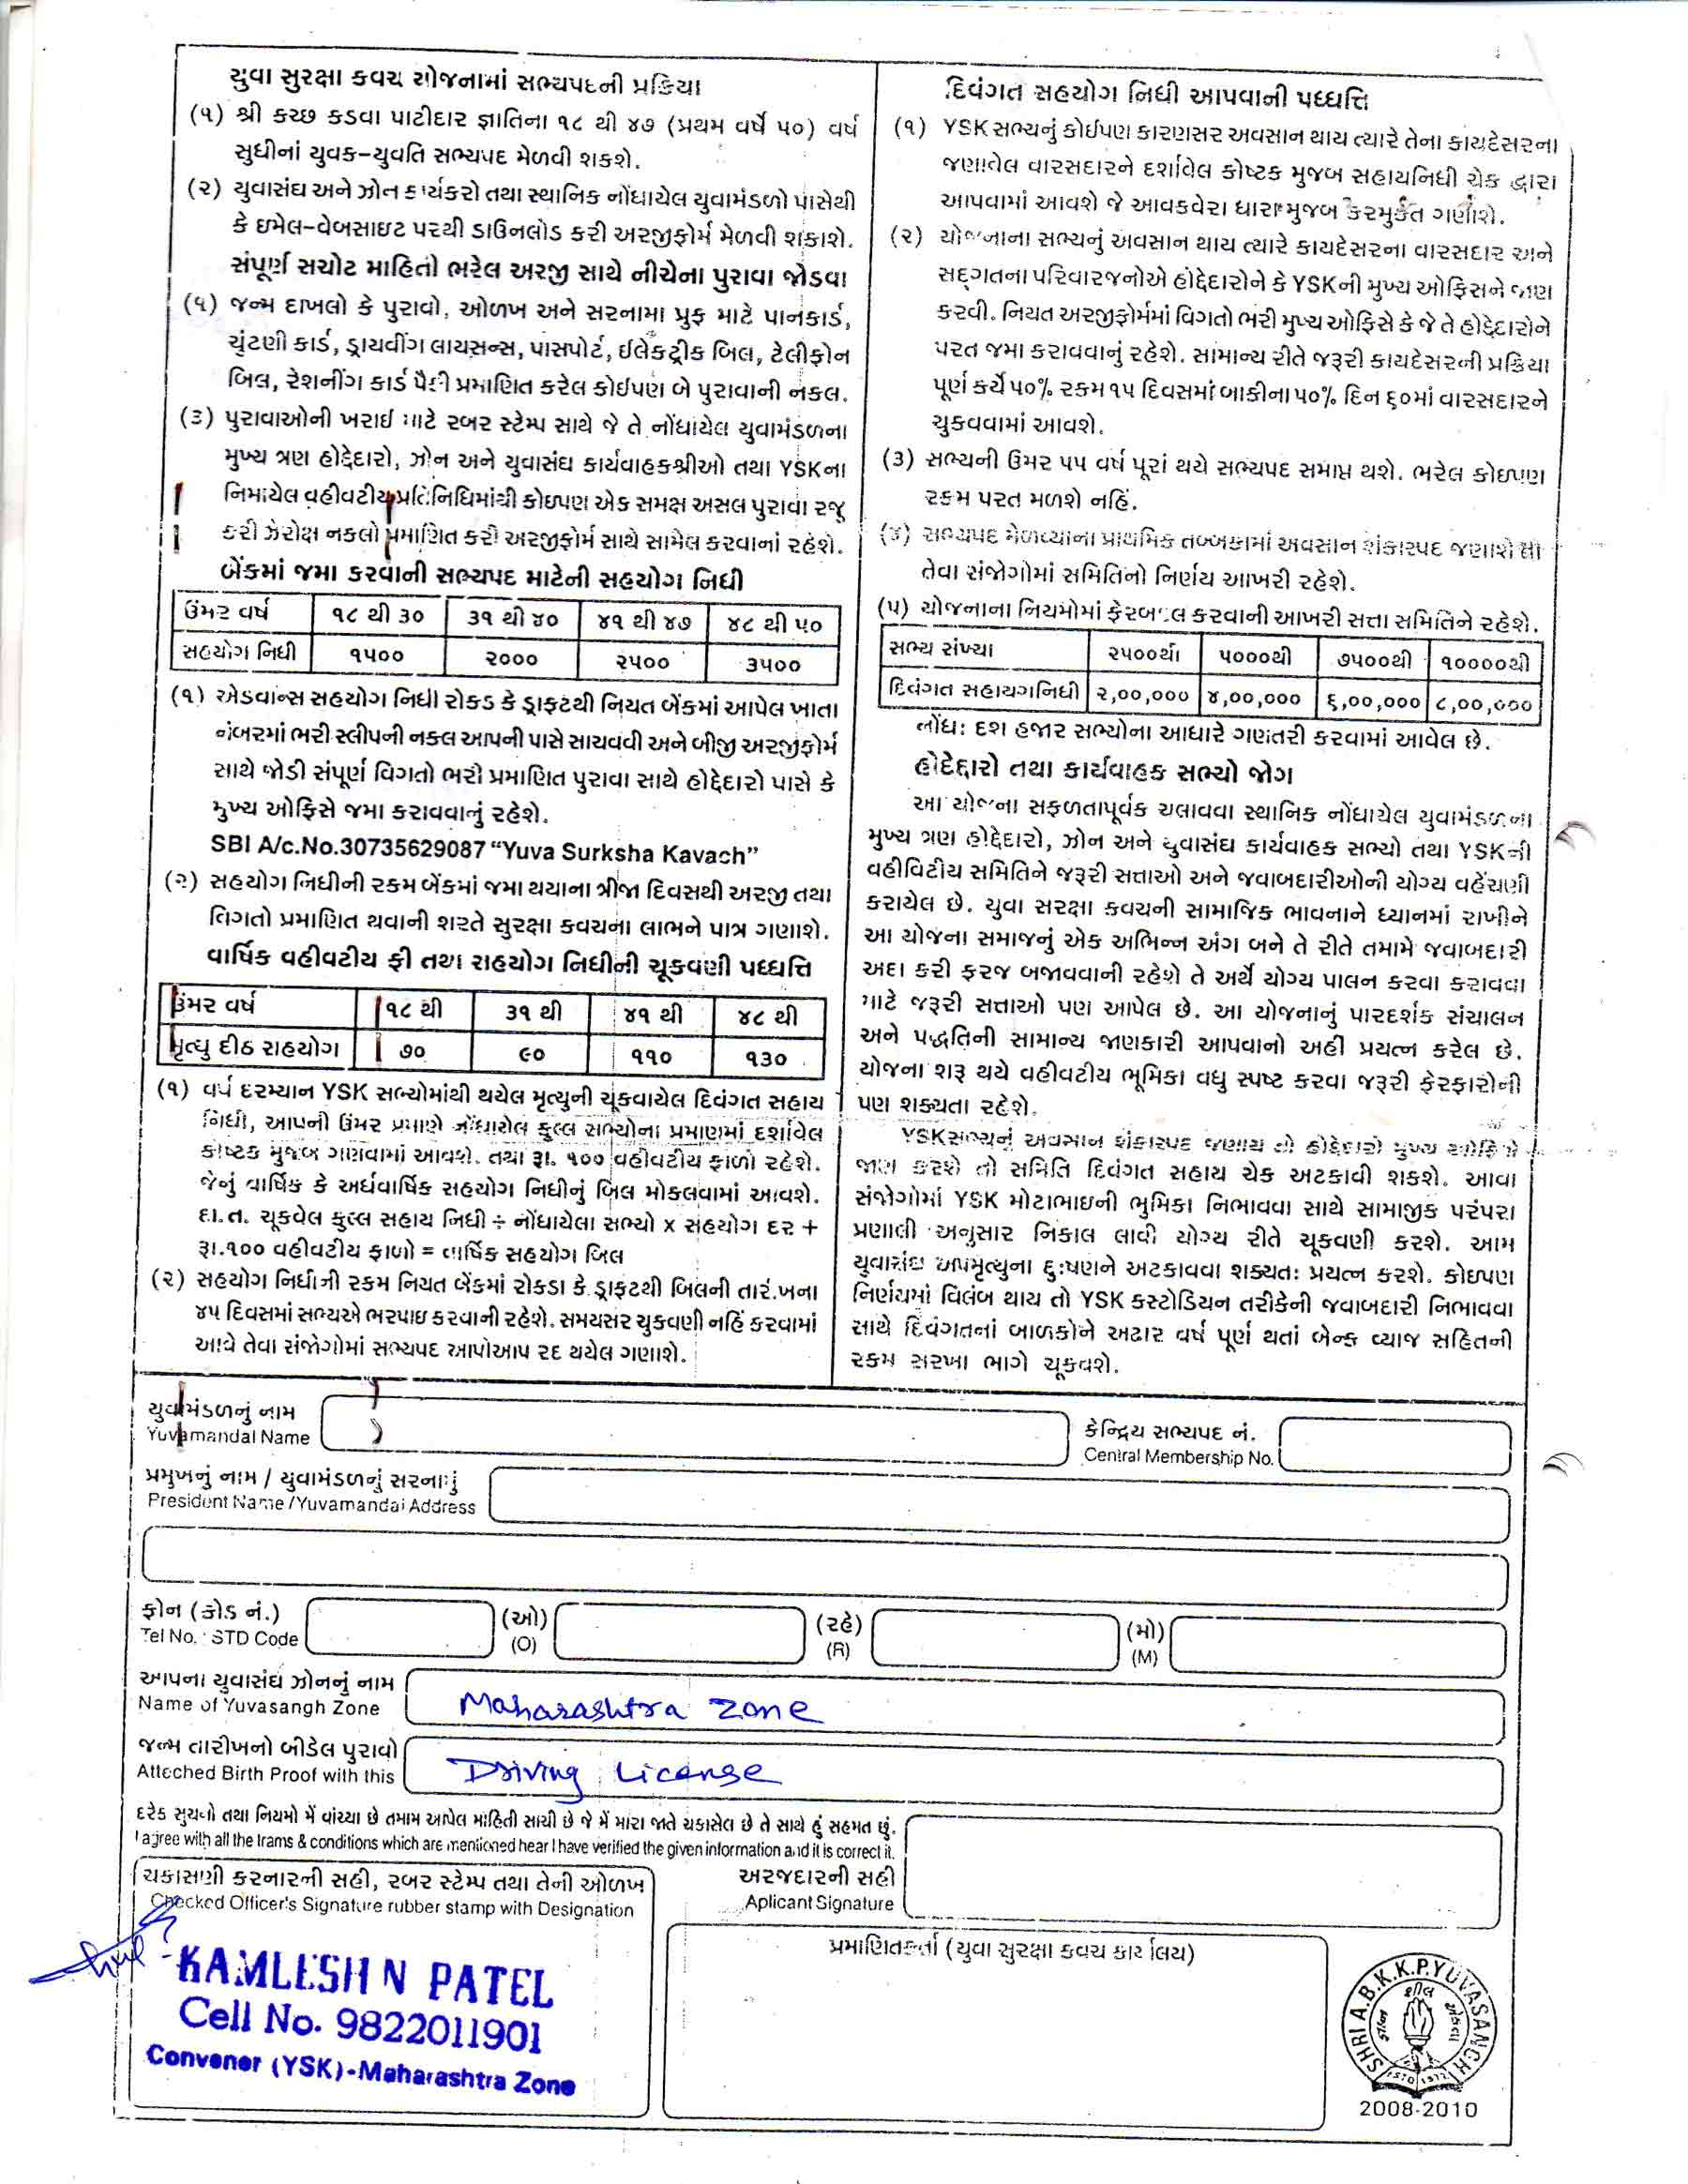 યુવા સુરક્ષા કવચ યોજનામાં સભ્યપદની પ્રક્રિયા
(૧) શ્રી કચ્છ કડવા પાટીદાર જ્ઞાતિના ૧૮ થી ૪૭ (પ્રથમ વર્ષે ૫૦) વર્ષ
સુધીનાં યુવક-યુવતિ સભ્યપદ મેળવી શકશે.
(૨) યુવાસંઘ અને ઝોન કાર્યકરો તથા સ્થાનિક નોંધાયેલ યુવામંડળો પાસેથી
કે ઇમેલ-વેબસાઇટ પરથી ડાઉનલોડ કરી અરજીફોર્મ મેળવી શકાશે.
સંપૂર્ણ સચોટ માહિતી ભરેલ અરજી સાથે નીચેના પુરાવા જોડવા
(૧) જન્મ દાખલો કે પુરાવો, ઓળખ અને સરનામા પ્રુફ માટે પાનકાર્ડ,
ચુંટણી કાર્ડ, ડ્રાયવીંગ લાયસન્સ, પાસપોર્ટ, ઈલેકટ્રીક બિલ, ટેલીફોન
બિલ, રેશનીંગ કાર્ડ પૈકી પ્રમાણિત કરેલ કોઈપણ બે પુરાવાની નકલ.
(૩) પુરાવાઓની ખરાઈ માટે રબર સ્ટેમ્પ સાથે જે તે નોંધાયેલ યુવામંડળના
મુખ્ય ત્રણ હોદ્દેદારો, ઝોન અને યુવાસંઘ કાર્યવાહકશ્રીઓ તથા YSKના
નિમાયેલ વહીવટીય પ્રતિનિધિમાંથી કોઇપણ એક સમક્ષ અસલ પુરાવા રજૂ
કરી ઝેરોક્ષ નકલો પ્રમાણિત કરી અરજીફોર્મ સાથે સામેલ કરવાનાં રહેશે.
બેંકમાં જમા કરવાની સભ્યપદ માટેની સહયોગ નિધી
ઉંમર વર્ષ ૧૮ થી ૩૦ ૩૧ થી ૪૦ ૪૧ થી ૪૭ ૪૮ થી ૫૦
સહયોગ નિધી ૧૫૦૦ ૨૦૦૦ ૨૫૦૦ ૩૫૦૦
(૧) એડવાન્સ સહયોગ નિધી રોકડ કે ડ્રાફટથી નિયત બેંકમાં આપેલ ખાતા
નંબરમાં ભરી સ્લીપની નકલ આપની પાસે સાચવવી અને બીજી અરજીફોર્મ
સાથે જોડી સંપૂર્ણ વિગતો ભરી પ્રમાણિત પુરાવા સાથે હોદ્દેદારો પાસે કે
મુખ્ય ઓફિસે જમા કરાવવાનું રહેશે.
SBI A/c.No.30735629087 “Yuva Surksha Kavach”
(૨) સહયોગ નિધીની રકમ બેંકમાં જમા થયાના ત્રીજા દિવસથી અરજી તથા
વિગતો પ્રમાણિત થવાની શરતે સુરક્ષા કવચના લાભને પાત્ર ગણાશે.
વાર્ષિક વહીવટીય ફી તથા સહયોગ નિધીની ચૂકવણી પધ્ધત્તિ
ઉંમર વર્ષ ૧૮ થી ૩૧ થી ૪૧ થી ૪૮ થી
મૃત્યુ દીઠ સહયોગ ૭૦ ૯૦ ૧૧૦ ૧૩૦
(૧) વર્ષ દરમ્યાન YSK સભ્યોમાંથી થયેલ મૃત્યુની ચૂકવાયેલ દિવંગત સહાય
નિધી, આપની ઉંમર પ્રમાણે નોંધાયેલ કુલ્લ સભ્યોના પ્રમાણમાં દર્શાવેલ
કોષ્ટક મુજબ ગણવામાં આવશે. તથા રૂા. ૧૦૦ વહીવટીય ફાળો રહેશે.
જેનું વાર્ષિક કે અર્ધવાર્ષિક સહયોગ નિધીનું બિલ મોકલવામાં આવશે.
દા.ત. ચૂકવેલ કુલ્લ સહાય નિધી ÷ નોંધાયેલા સભ્યો x સહયોગ દર +
રૂા.૧૦૦ વહીવટીય ફાળો = વાર્ષિક સહયોગ બિલ
(૨) સહયોગ નિધીની રકમ નિયત બેંકમાં રોકડા કે ડ્રાફટથી બિલની તારીખના
૪૫ દિવસમાં સભ્યએ ભરપાઇ કરવાની રહેશે. સમયસર ચુકવણી નહિં કરવામાં
આવે તેવા સંજોગોમાં સભ્યપદ આપોઆપ રદ થયેલ ગણાશે.
દિવંગત સહયોગ નિધી આપવાની પધ્ધત્તિ
(૧) YSK સભ્યનું કોઈપણ કારણસર અવસાન થાય ત્યારે તેના કાયદેસરના
જણાવેલ વારસદારને દર્શાવેલ કોષ્ટક મુજબ સહાયનિધી ચેક દ્વારા
આપવામાં આવશે જે આવકવેરા ધારા મુજબ કરમુક્ત ગણાશે.
(૨) યોજનાના સભ્યનું અવસાન થાય ત્યારે કાયદેસરના વારસદાર અને
સદ્ગતના પરિવારજનોએ હોદ્દેદારોને કે YSKની મુખ્ય ઓફિસને જાણ
કરવી. નિયત અરજીફોર્મમાં વિગતો ભરી મુખ્ય ઓફિસે કે જે તે હોદ્દેદારોને
પરત જમા કરાવવાનું રહેશે. સામાન્ય રીતે જરૂરી કાયદેસરની પ્રક્રિયા
પૂર્ણ કર્યે ૫૦% રકમ ૧૫ દિવસમાં બાકીના ૫૦% દિન ૬૦માં વારસદારને
ચુકવવામાં આવશે.
(૩) સભ્યની ઉંમર ૫૫ વર્ષ પૂરાં થયે સભ્યપદ સમાપ્ત થશે. ભરેલ કોઇપણ
રકમ પરત મળશે નહિં.
(૪) સભ્યપદ મેળવ્યાના પ્રાથમિક તબ્બકામાં અવસાન શંકાસ્પદ જણાશે તો
તેવા સંજોગોમાં સમિતિનો નિર્ણય આખરી રહેશે.
(૫) યોજનાના નિયમોમાં ફેરબદલ કરવાની આખરી સત્તા સમિતિને રહેશે.
સભ્ય સંખ્યા ૨૫૦૦થી ૫૦૦૦થી ૭૫૦૦થી ૧૦૦૦૦થી
દિવંગત સહાયગનિધી ૨,૦૦,૦૦૦ ૪,૦૦,૦૦૦ ૬,૦૦,૦૦૦ ૮,૦૦,૦૦૦
નોંધ: દશ હજાર સભ્યોના આધારે ગણતરી કરવામાં આવેલ છે.
હોદેદ્દારો તથા કાર્યવાહક સભ્યો જોગ
આ યોજના સફળતાપૂર્વક ચલાવવા સ્થાનિક નોંધાયેલ યુવામંડળના
મુખ્ય ત્રણ હોદ્દેદારો, ઝોન અને યુવાસંઘ કાર્યવાહક સભ્યો તથા YSKની
વહીવિટીય સમિતિને જરૂરી સત્તાઓ અને જવાબદારીઓની યોગ્ય વહેંચણી
કરાયેલ છે. યુવા સરક્ષા કવચની સામાજિક ભાવનાને ધ્યાનમાં રાખીને
આ યોજના સમાજનું એક અભિન્ન અંગ બને તે રીતે તમામે જવાબદારી
અદા કરી ફરજ બજાવવાની રહેશે તે અર્થે યોગ્ય પાલન કરવા કરાવવા
માટે જરૂરી સત્તાઓ પણ આપેલ છે. આ યોજનાનું પારદર્શક સંચાલન
અને પદ્ધતિની સામાન્ય જાણકારી આપવાનો અહી પ્રયત્ન કરેલ છે.
યોજના શરૂ થયે વહીવટીય ભૂમિકા વધુ સ્પષ્ટ કરવા જરૂરી ફેરફારોની
પણ શક્યતા રહેશે.
YSK સભ્યનું અવસાન શંકાસ્પદ જણાય તો હોદ્દેદારો મુખ્ય ઓફિસે
જાણ કરશે તો સમિતિ દિવંગત સહાય ચેક અટકાવી શકશે. આવા
સંજોગોમાં YSK મોટાભાઇની ભુમિકા નિભાવવા સાથે સામાજીક પરંપરા
પ્રણાલી અનુસાર નિકાલ લાવી યોગ્ય રીતે ચૂકવણી કરશે. આમ
યુવાસંઘ અપમૃત્યુના દુઃષણને અટકાવવા શક્યતઃ પ્રયત્ન કરશે. કોઇપણ
નિર્ણયમાં વિલંબ થાય તો YSK કસ્ટોડિયન તરીકેની જવાબદારી નિભાવવા
સાથે દિવંગતનાં બાળકોને અઢાર વર્ષ પૂર્ણ થતાં બેન્ક વ્યાજ સહિતની
રકમ સરખા ભાગે ચૂકવશે.
યુવામંડળનું નામ
Yuvamandal Name
કેન્દ્રિય સભ્યપદ નં.
Central Membership No.
પ્રમુખનું નામ / યુવામંડળનું સરનામું
President Name /Yuvamandal Address
ફોન (કોડ નં.) (ઓ) (રહે) (મો)
Tel No. : STD Code (O) (R) (M)
આપના યુવાસંઘ ઝોનનું નામ
Name of Yuvasangh Zone Maharashtra Zone
જન્મ તારીખનો બીડેલ પુરાવો
Atteched Birth Proof with this Driving License
દરેક સુચનો તથા નિયમો મેં વાંચ્યા છે તમામ આપેલ માહિતી સાચી છે જે મેં મારા જાતે ચકાસેલ છે તે સાથે હું સહમત છું.
I agree with all the trams & conditions which are mentioned hear I have verified the given information and it is correct it.
ચકાસણી કરનારની સહી, રબર સ્ટેમ્પ તથા તેની ઓળખ
Checked Officer's Signature rubber stamp with Designation
અરજદારની સહી
Aplicant Signature
KAMLESH N PATEL
Cell No. 9822011901
Convener (YSK)-Maharashtra Zone
પ્રમાણિતકર્તા (યુવા સુરક્ષા કવચ કાર્યાલય)
SHRI A.B.K.K.P.YUVASANGH
2008-2010